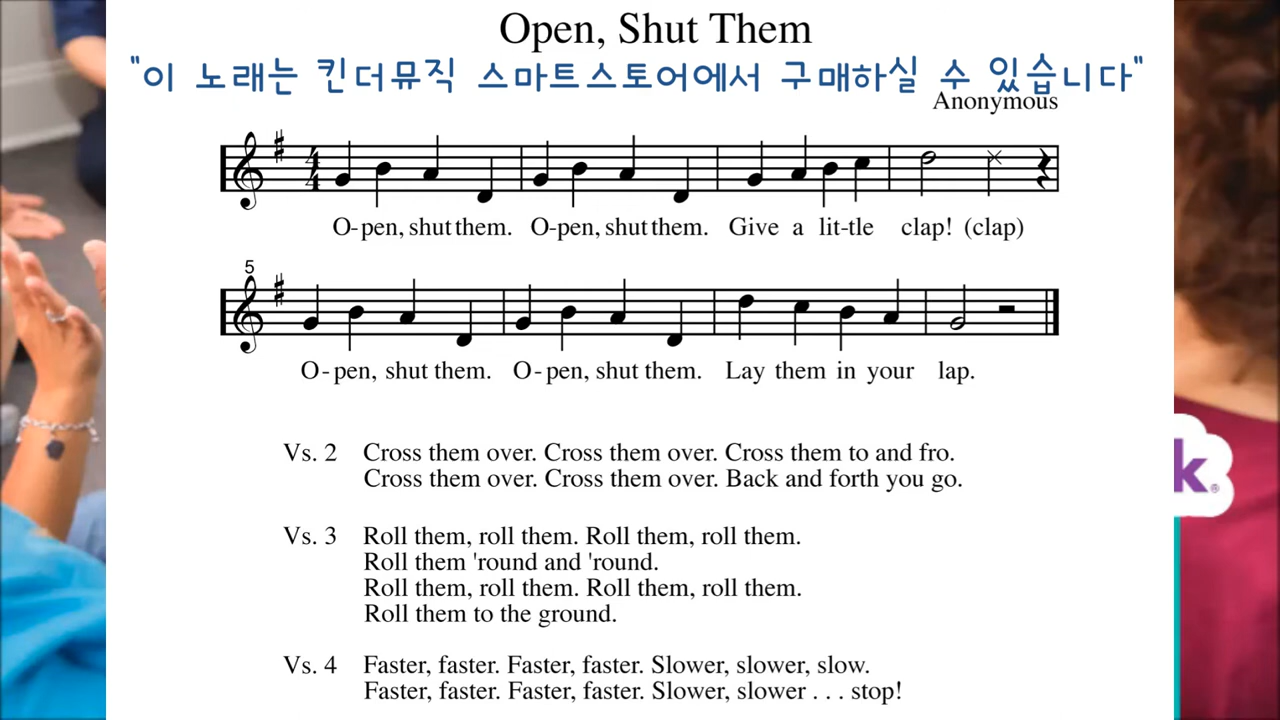 Open, Shut Them
"이 노래는 킨더뮤직 스마트스토어에서 구매하실 수 있습니다"
Anonymous
4
4
O-pen, shut them. O-pen, shut them. Give a lit-tle clap! (clap)
5
O-pen, shut them. O-pen, shut them. Lay them in your lap.
Vs. 2 Cross them over. Cross them over. Cross them to and fro.
Cross them over. Cross them over. Back and forth you go.
Vs. 3 Roll them, roll them. Roll them, roll them.
Roll them 'round and 'round.
Roll them, roll them. Roll them, roll them.
Roll them to the ground.
Vs. 4 Faster, faster. Faster, faster. Slower, slower, slow.
Faster, faster. Faster, faster. Slower, slower . . . stop!
k®